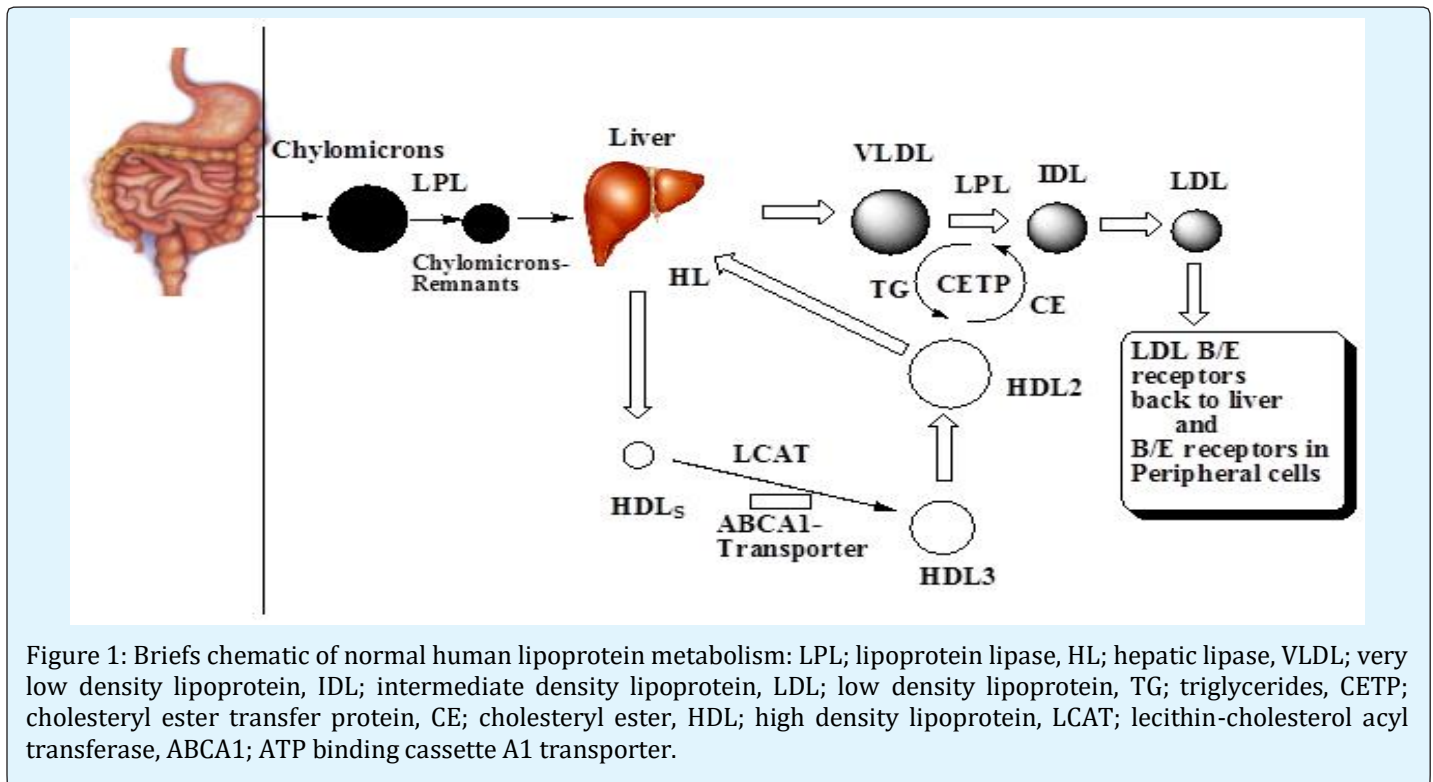 Liver
Chylomicrons
LPL
Chylomicrons-
Remnants
VLDL
LPL
IDL
LDL
HL
TG
CETP
CE
HDL2
LDL B/E
receptors
back to liver
and
B/E receptors in
Peripheral cells
HDLS
LCAT
ABCA1-
Transporter
HDL3
Figure 1: Briefs chematic of normal human lipoprotein metabolism: LPL; lipoprotein lipase, HL; hepatic lipase, VLDL; very
low density lipoprotein, IDL; intermediate density lipoprotein, LDL; low density lipoprotein, TG; triglycerides, CETP;
cholesteryl ester transfer protein, CE; cholesteryl ester, HDL; high density lipoprotein, LCAT; lecithin-cholesterol acyl
transferase, ABCA1; ATP binding cassette A1 transporter.